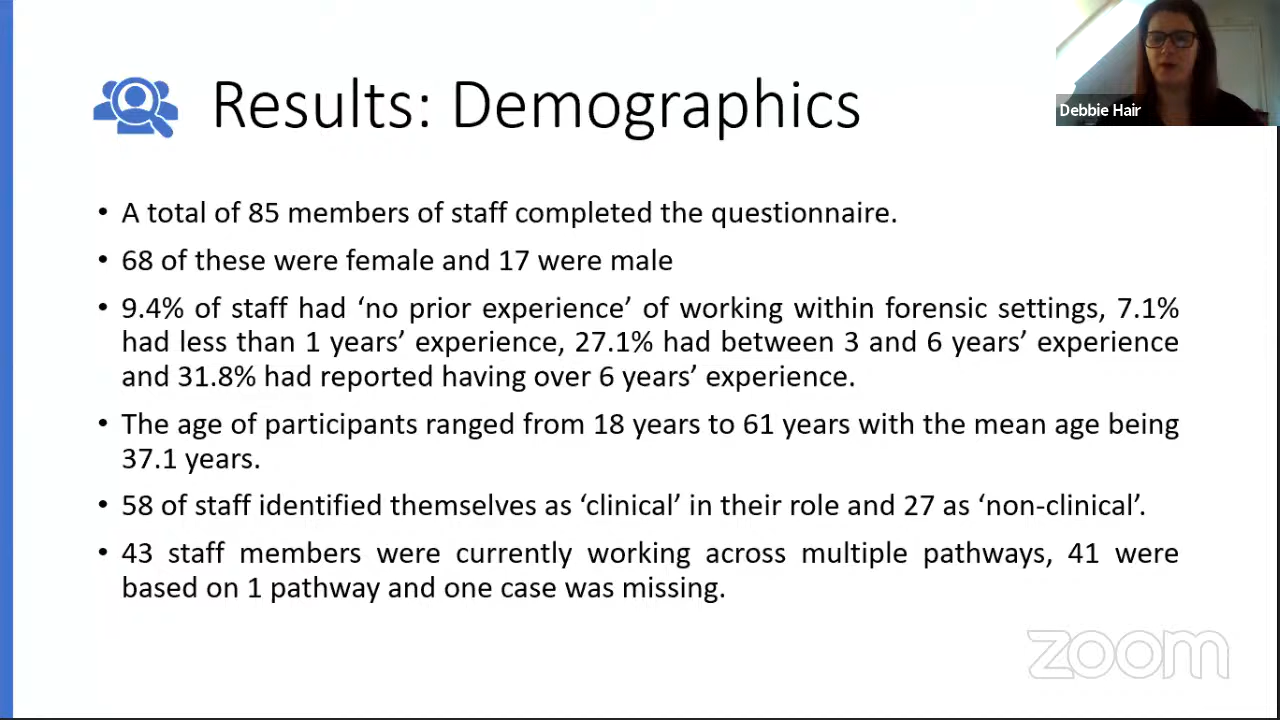 Results: Demographics
Debbie Hair
• A total of 85 members of staff completed the questionnaire.
• 68 of these were female and 17 were male
• 9.4% of staff had ‘no prior experience’ of working within forensic settings, 7.1%
had less than 1 years’ experience, 27.1% had between 3 and 6 years’ experience
and 31.8% had reported having over 6 years’ experience.
• The age of participants ranged from 18 years to 61 years with the mean age being
37.1 years.
• 58 of staff identified themselves as ‘clinical’ in their role and 27 as ‘non-clinical’.
• 43 staff members were currently working across multiple pathways, 41 were
based on 1 pathway and one case was missing.
zoom